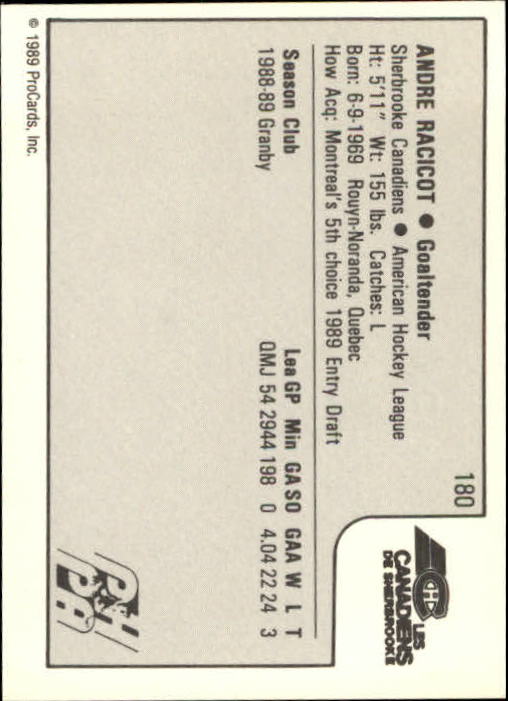 180
ANDRE RACICOT ● Goaltender
Sherbrooke Canadiens ● American Hockey League
Ht: 5'11" Wt: 155 lbs. Catches: L
Born: 6-9-1969 Rouyn-Noranda, Quebec
How Acq: Montreal's 5th choice 1989 Entry Draft
LES
CANADIENS
DE SHERBROOKE
Season Club Lea GP Min GA SO GAA W L T
1988-89 Granby QMJ 54 2944 198 0 4.04 22 24 3
PHPA
© 1989 ProCards, Inc.